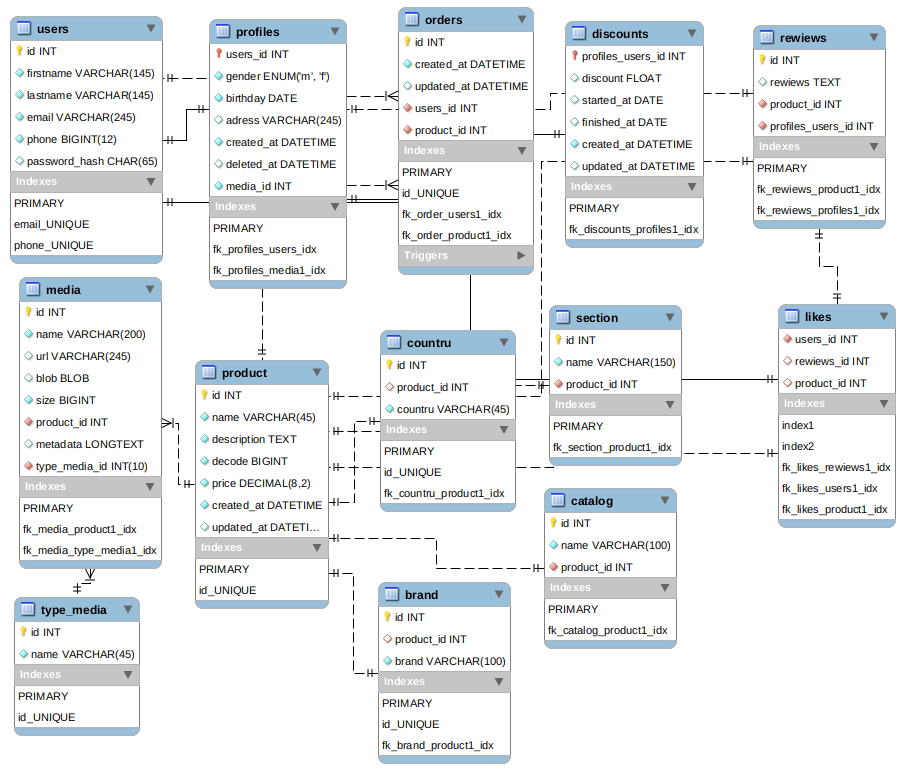 users
id INT
firstname VARCHAR(145)
lastname VARCHAR(145)
email VARCHAR(245)
phone BIGINT(12)
password_hash CHAR(65)
Indexes
PRIMARY
email_UNIQUE
phone_UNIQUE
profiles
users_id INT
gender ENUM('m', 'f')
birthday DATE
adress VARCHAR(245)
created_at DATETIME
deleted_at DATETIME
media_id INT
Indexes
PRIMARY
fk_profiles_users_idx
fk_profiles_media1_idx
orders
id INT
created_at DATETIME
updated_at DATETIME
users_id INT
product_id INT
Indexes
PRIMARY
id_UNIQUE
fk_order_users1_idx
fk_order_product1_idx
Triggers
discounts
profiles_users_id INT
discount FLOAT
started_at DATE
finished_at DATE
created_at DATETIME
updated_at DATETIME
Indexes
PRIMARY
fk_discounts_profiles1_idx
rewiews
id INT
rewiews TEXT
product_id INT
profiles_users_id INT
Indexes
PRIMARY
fk_rewiews_product1_idx
fk_rewiews_profiles1_idx
media
id INT
name VARCHAR(200)
url VARCHAR(245)
blob BLOB
size BIGINT
product_id INT
metadata LONGTEXT
type_media_id INT(10)
Indexes
PRIMARY
fk_media_product1_idx
fk_media_type_media1_idx
product
id INT
name VARCHAR(45)
description TEXT
decode BIGINT
price DECIMAL(8,2)
created_at DATETIME
updated_at DATETI...
Indexes
PRIMARY
id_UNIQUE
countru
id INT
product_id INT
countru VARCHAR(45)
Indexes
PRIMARY
id_UNIQUE
fk_countru_product1_idx
section
id INT
name VARCHAR(150)
product_id INT
Indexes
PRIMARY
fk_section_product1_idx
likes
users_id INT
rewiews_id INT
product_id INT
Indexes
index1
index2
fk_likes_rewiews1_idx
fk_likes_users1_idx
fk_likes_product1_idx
catalog
id INT
name VARCHAR(100)
product_id INT
Indexes
PRIMARY
fk_catalog_product1_idx
type_media
id INT
name VARCHAR(45)
Indexes
PRIMARY
id_UNIQUE
brand
id INT
product_id INT
brand VARCHAR(100)
Indexes
PRIMARY
id_UNIQUE
fk_brand_product1_idx